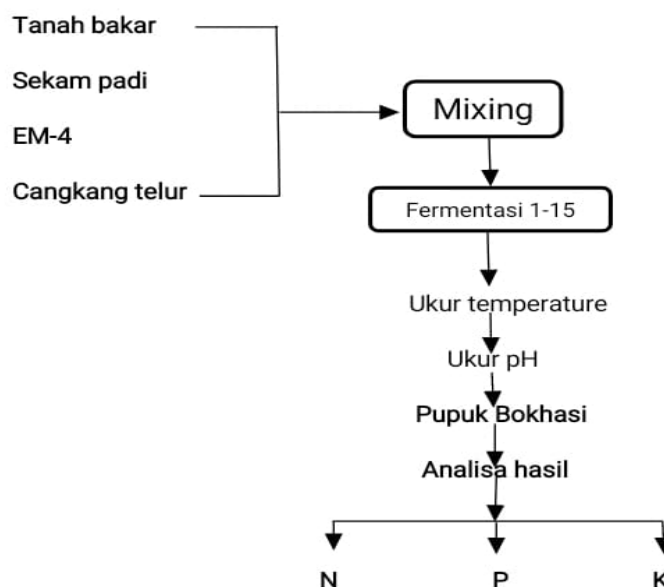 Tanah bakar
Sekam padi
EM-4
Cangkang telur
Mixing
Fermentasi 1-15
Ukur temperature
Ukur pH
Pupuk Bokhasi
Analisa hasil
N P K